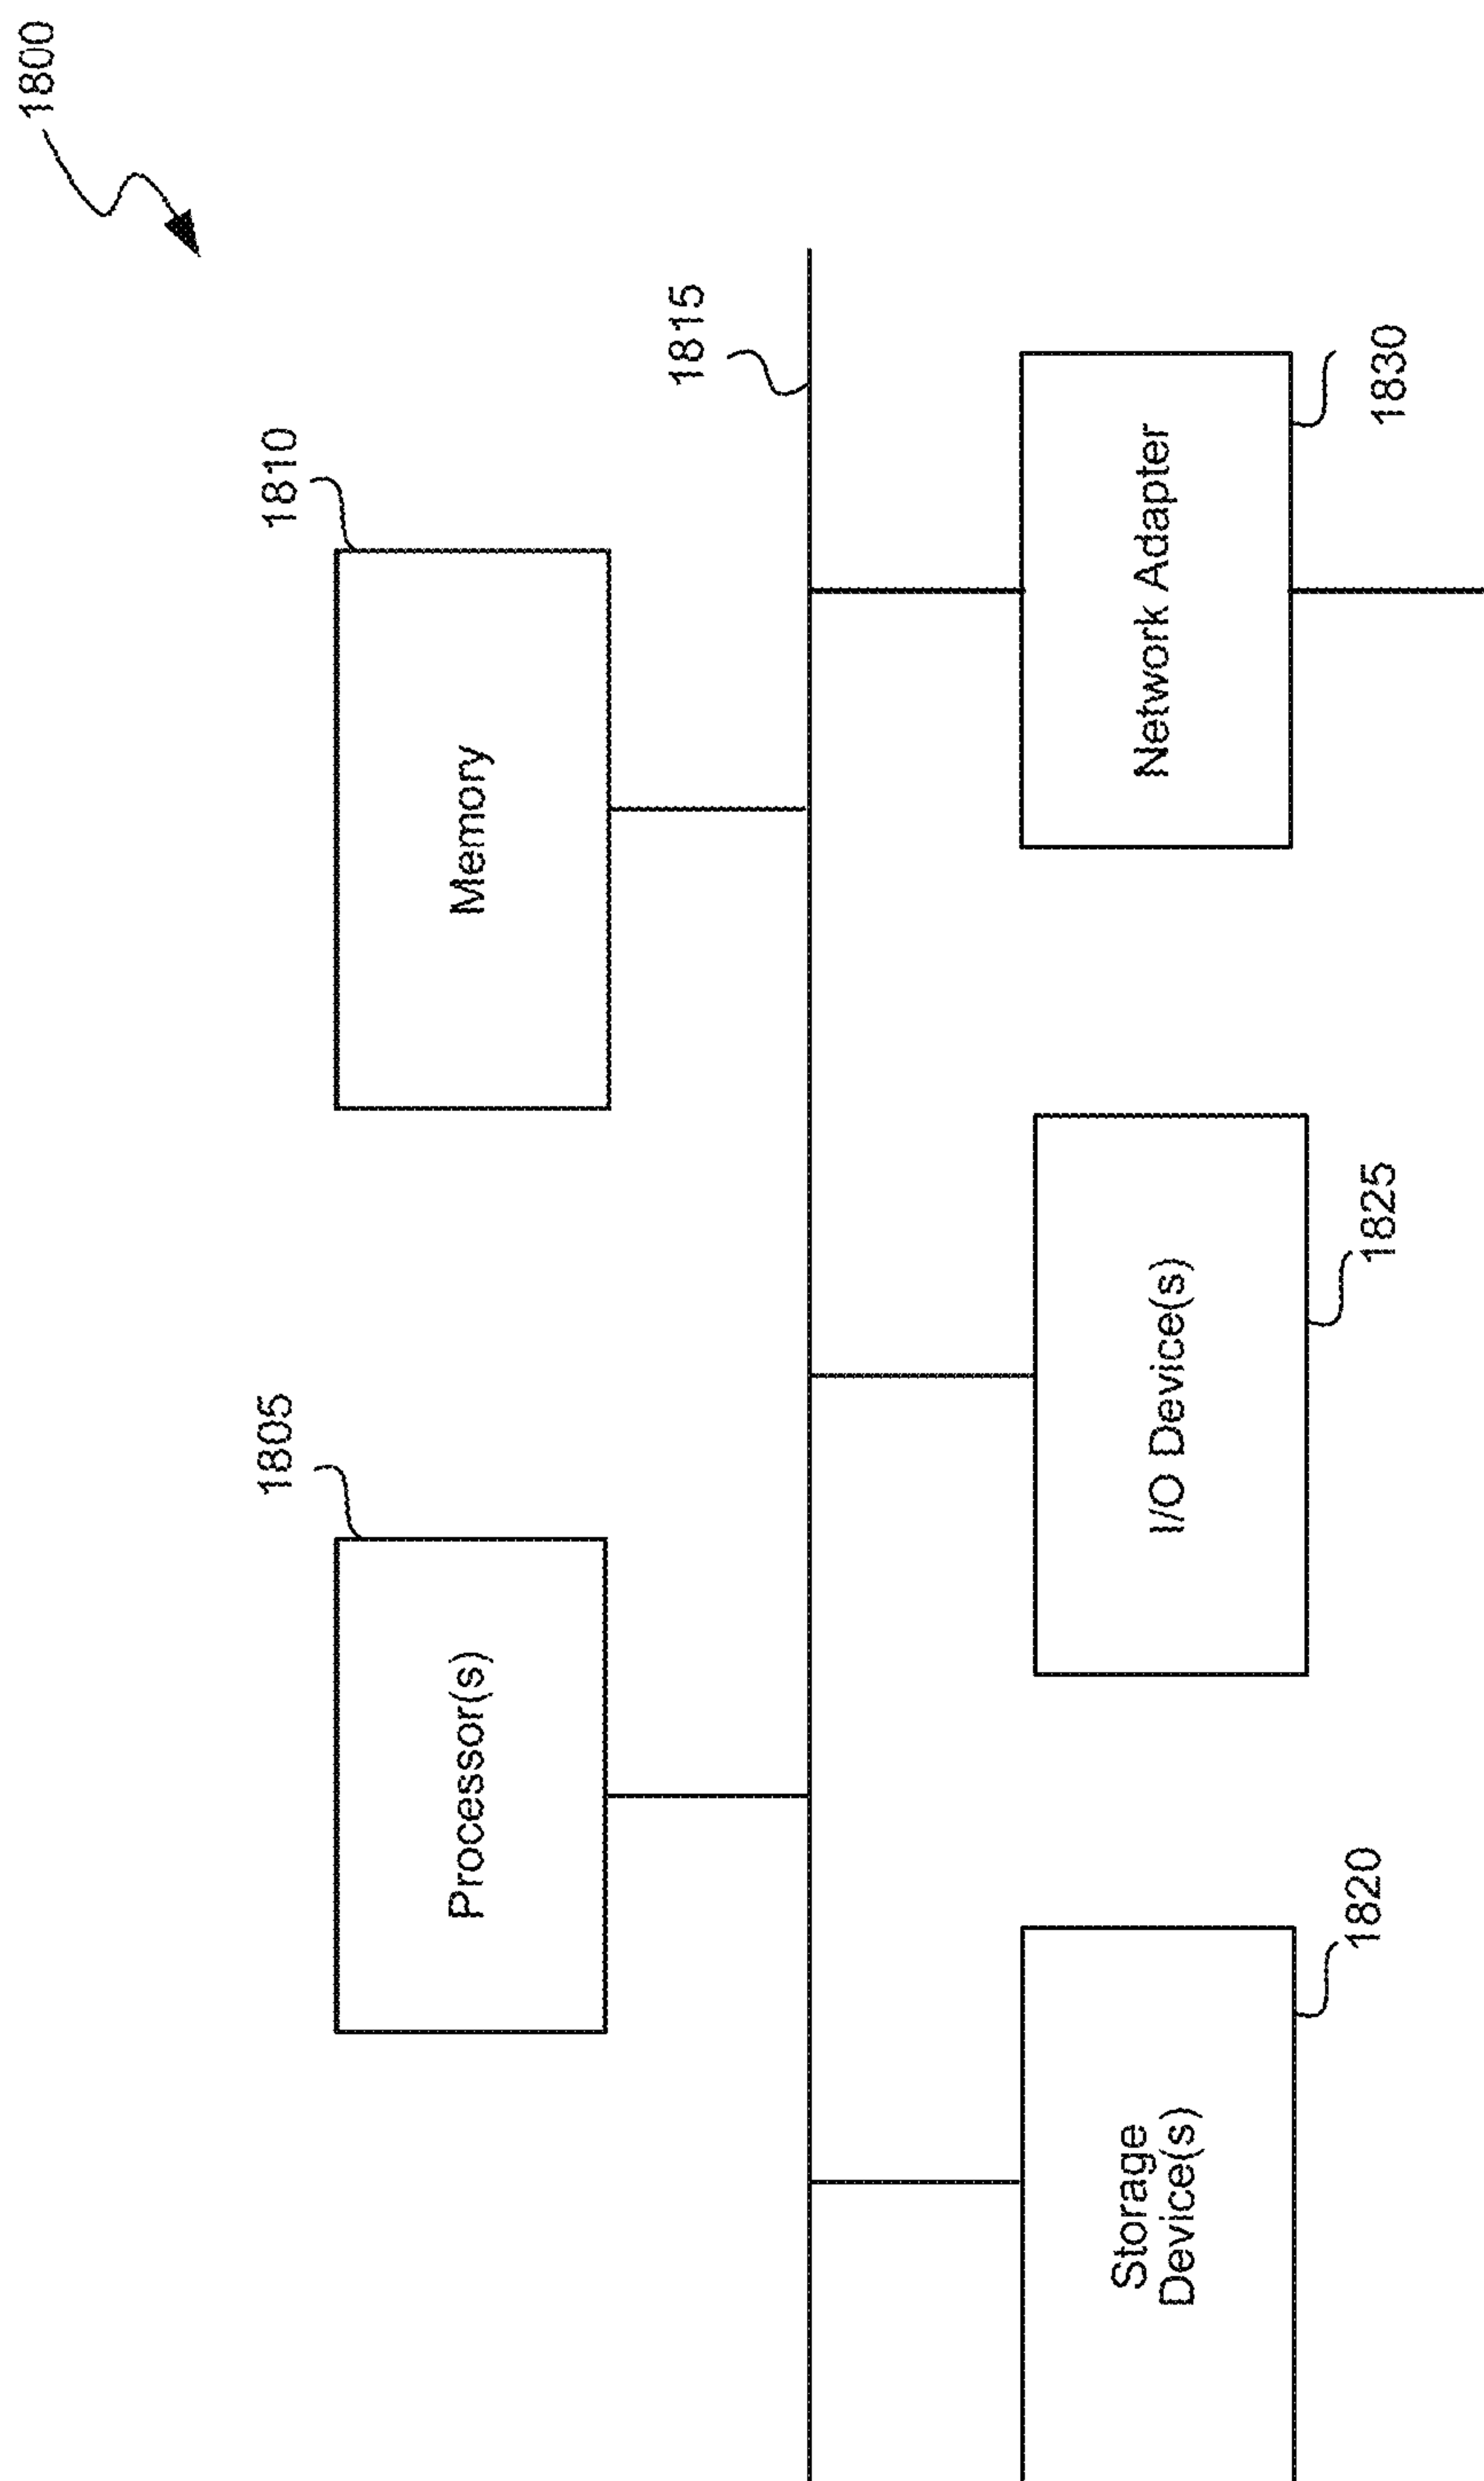 1800
1805
Processor(s)
1810
Memory
1815
Storage
Device(s)
1820
I/O Device(s)
1825
Network Adapter
1830